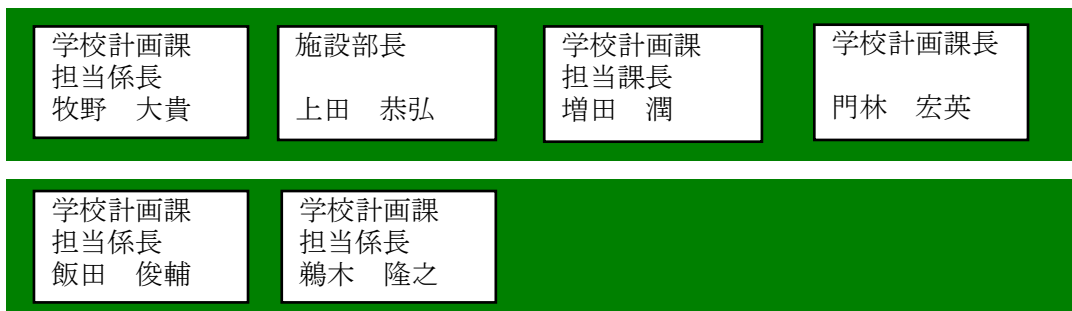 学校計画課
担当係長
牧野　大貴
施設部長
上田　恭弘
学校計画課
担当課長
増田　潤
学校計画課長
門林　宏英
学校計画課
担当係長
飯田　俊輔
学校計画課
担当係長
鵜木　隆之